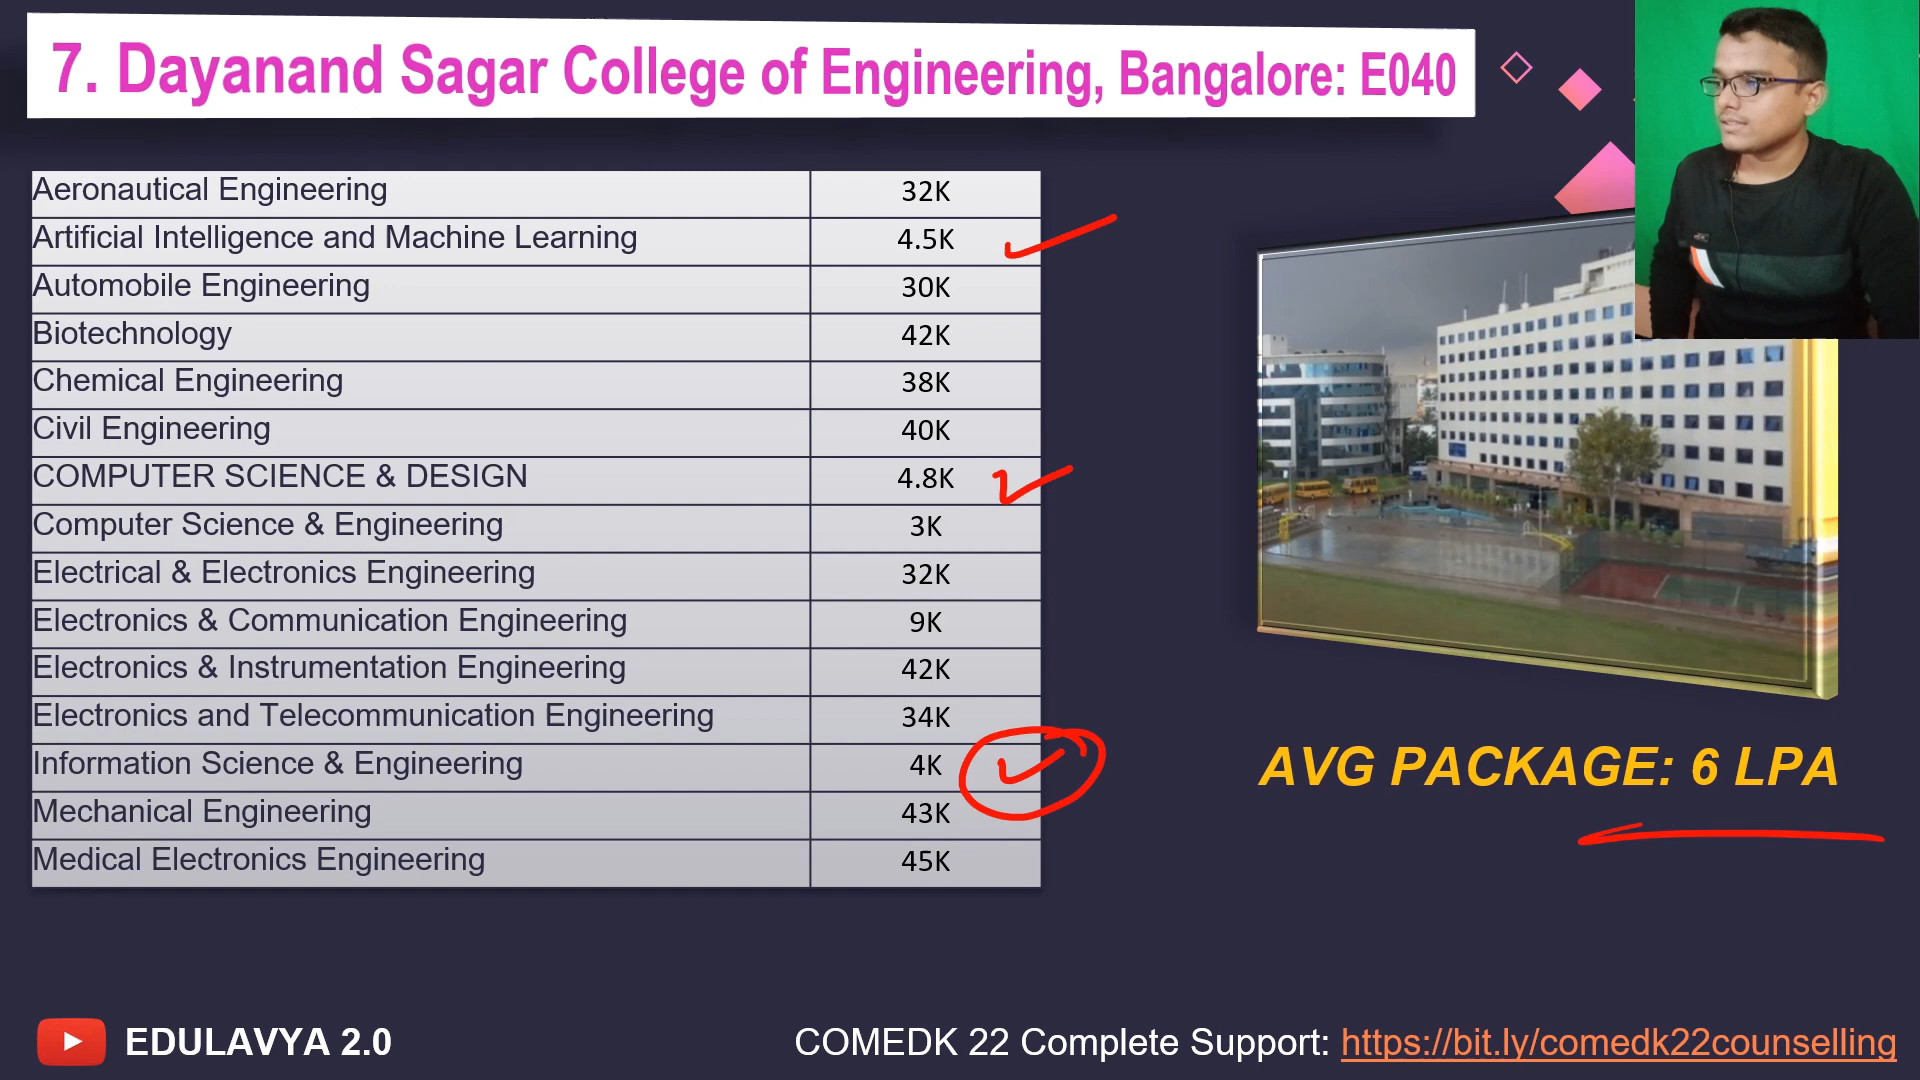 7. Dayanand Sagar College of Engineering, Bangalore: E040
Aeronautical Engineering 32K
Artificial Intelligence and Machine Learning 4.5K
Automobile Engineering 30K
Biotechnology 42K
Chemical Engineering 38K
Civil Engineering 40K
COMPUTER SCIENCE & DESIGN 4.8K
Computer Science & Engineering 3K
Electrical & Electronics Engineering 32K
Electronics & Communication Engineering 9K
Electronics & Instrumentation Engineering 42K
Electronics and Telecommunication Engineering 34K
Information Science & Engineering 4K
Mechanical Engineering 43K
Medical Electronics Engineering 45K
AVG PACKAGE: 6 LPA
EDULAVYA 2.0
COMEDK 22 Complete Support: https://bit.ly/comedk22counselling